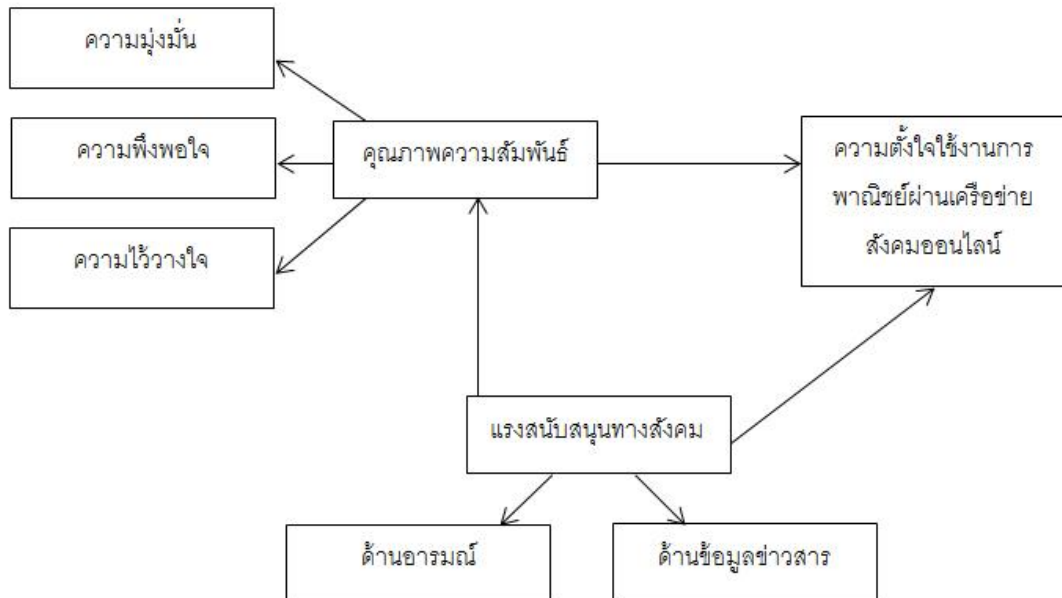 ความมุ่งมั่น
ความพึงพอใจ
คุณภาพความสัมพันธ์
ความตั้งใจใช้งานการ
พาณิชย์ผ่านเครือข่าย
สังคมออนไลน์
ความไว้วางใจ
แรงสนับสนุนทางสังคม
ด้านอารมณ์
ด้านข้อมูลข่าวสาร